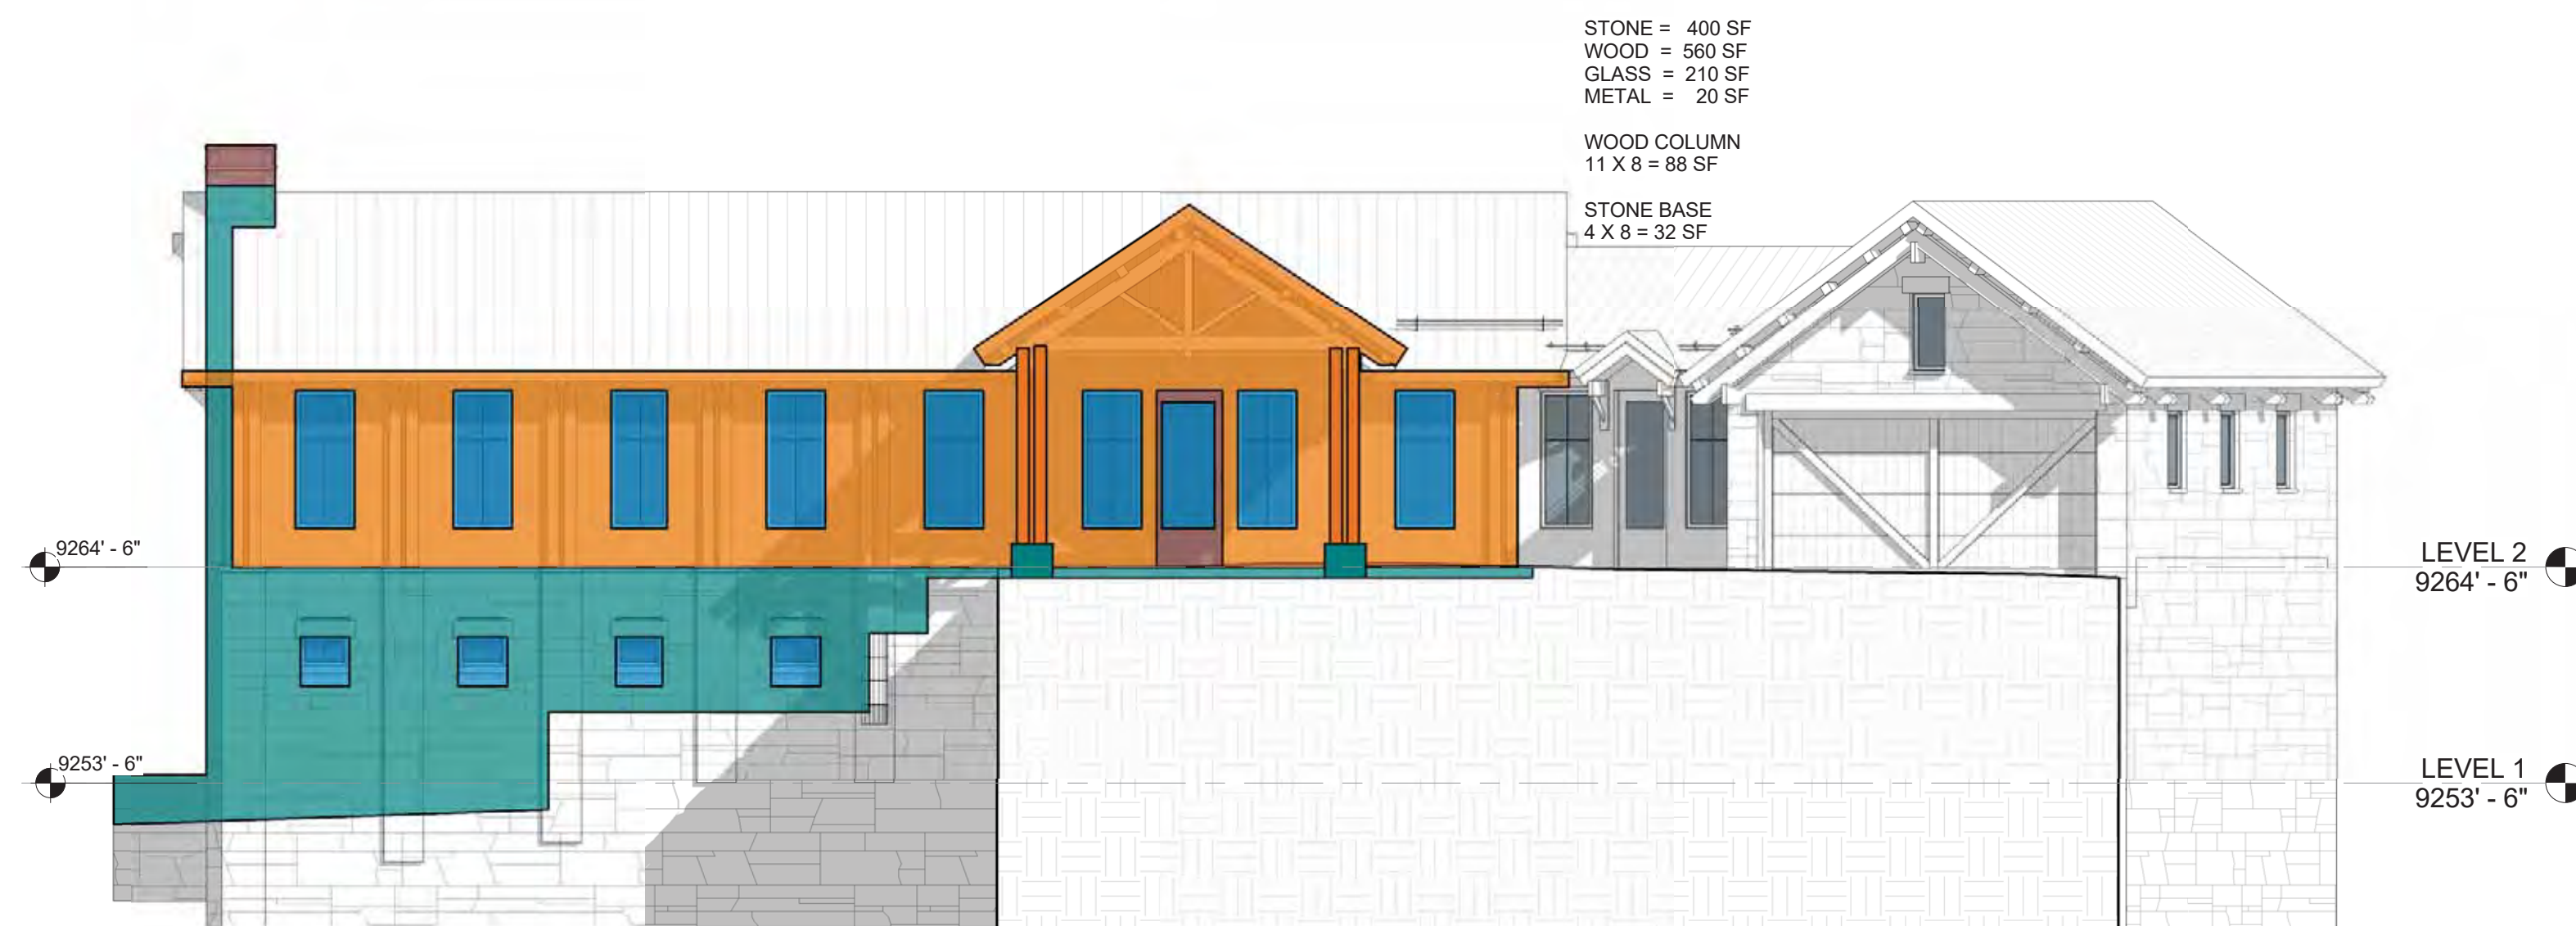 STONE = 400 SF
WOOD = 560 SF
GLASS = 210 SF
METAL = 20 SF
WOOD COLUMN
11 X 8 = 88 SF
STONE BASE
4 X 8 = 32 SF
9264' - 6"
LEVEL 2
9264' - 6"
9253' - 6"
LEVEL 1
9253' - 6"